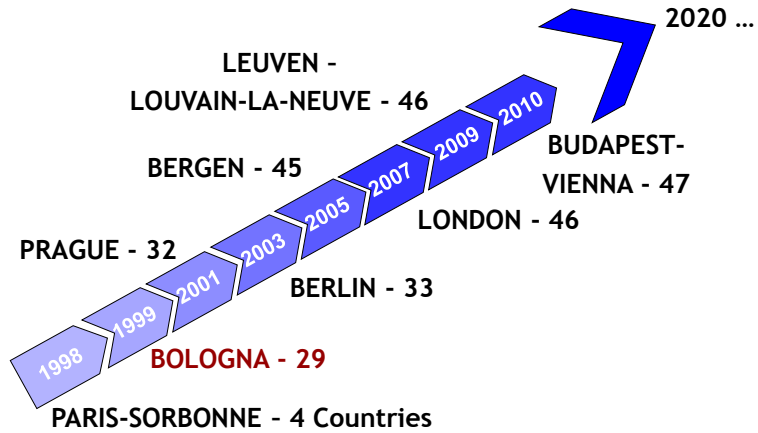 2020 …
LEUVEN –
LOUVAIN-LA-NEUVE - 46
2010
2009
BUDAPEST-
VIENNA - 47
BERGEN - 45
2007
LONDON - 46
2005
PRAGUE - 32
2003
BERLIN - 33
2001
1999
BOLOGNA - 29
1998
PARIS-SORBONNE – 4 Countries